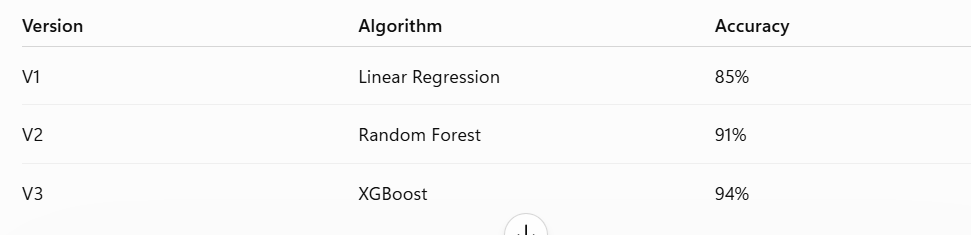 Version Algorithm Accuracy
V1 Linear Regression 85%
V2 Random Forest 91%
V3 XGBoost 94%